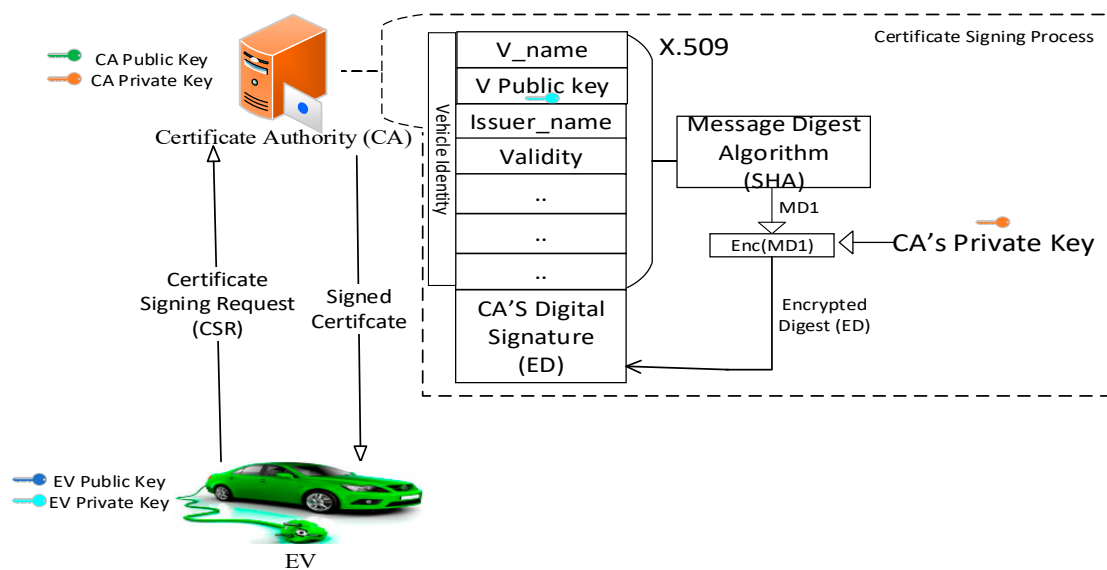 Certificate Signing Process
CA Public Key
CA Private Key
Certificate Authority (CA)
X.509
Vehicle Identity
V_name
V Public key
Issuer_name
Validity
..
..
..
CA'S Digital
Signature
(ED)
Message Digest
Algorithm
(SHA)
MD1
Enc(MD1)
CA's Private Key
Encrypted
Digest (ED)
Certificate
Signing Request
(CSR)
Signed
Certifcate
EV Public Key
EV Private Key
EV